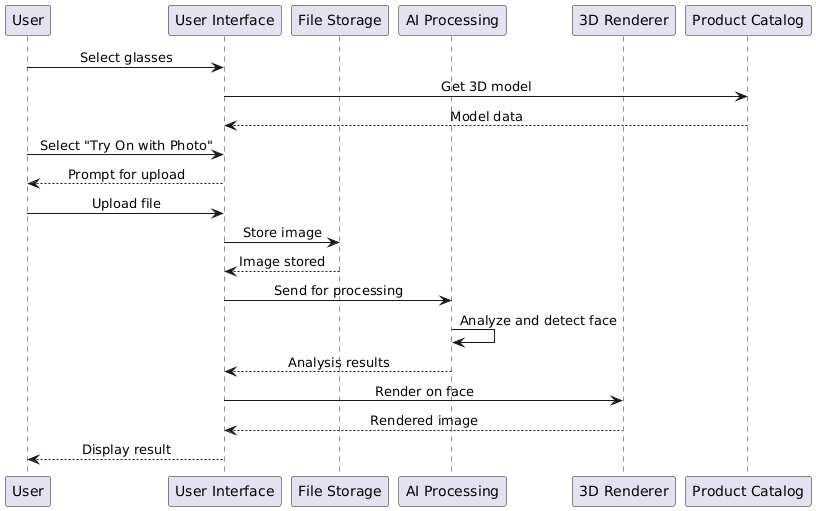 User
User Interface
File Storage
AI Processing
3D Renderer
Product Catalog
Select glasses
Get 3D model
Model data
Select "Try On with Photo"
Prompt for upload
Upload file
Store image
Image stored
Send for processing
Analyze and detect face
Analysis results
Render on face
Rendered image
Display result
User
User Interface
File Storage
AI Processing
3D Renderer
Product Catalog